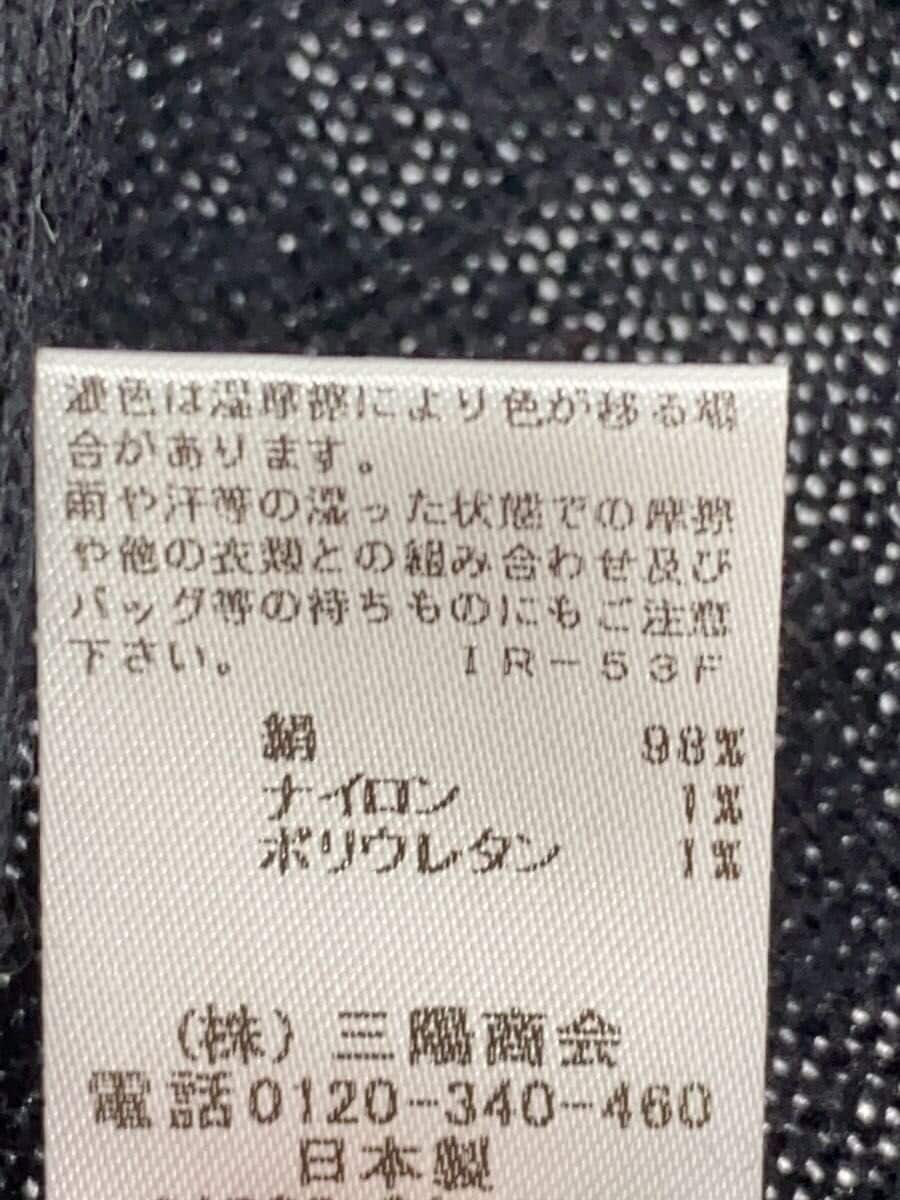 濃色は湿摩擦により色が移る場
合があります。
雨や汗等の湿った状態での摩擦
や他の衣類との組み合わせ及び
バッグ等の持ちものにもご注意
下さい。 IR-53F
絹 98%
ナイロン 1%
ポリウレタン 1%
(株)三陽商会
電話0120-340-460
日本製